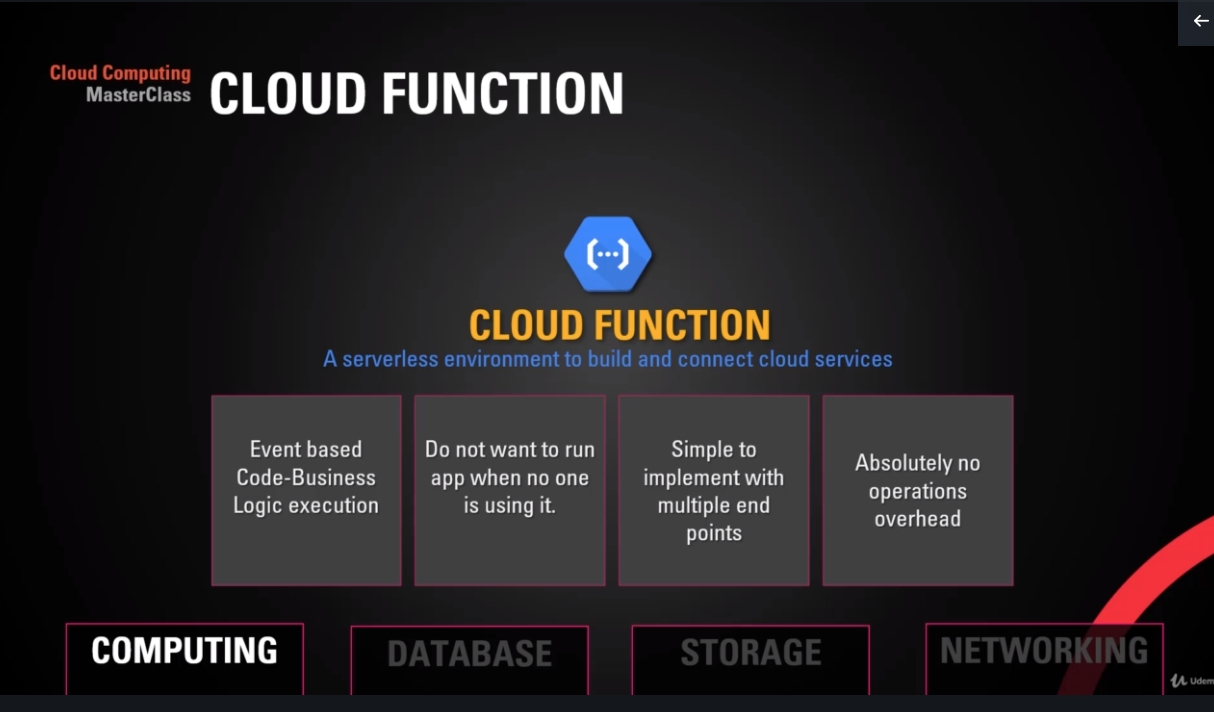 Cloud Computing
MasterClass
CLOUD FUNCTION
CLOUD FUNCTION
A serverless environment to build and connect cloud services
Event based
Code-Business
Logic execution
Do not want to run
app when no one
is using it.
Simple to
implement with
multiple end
points
Absolutely no
operations
overhead
COMPUTING
DATABASE
STORAGE
NETWORKING
Udem